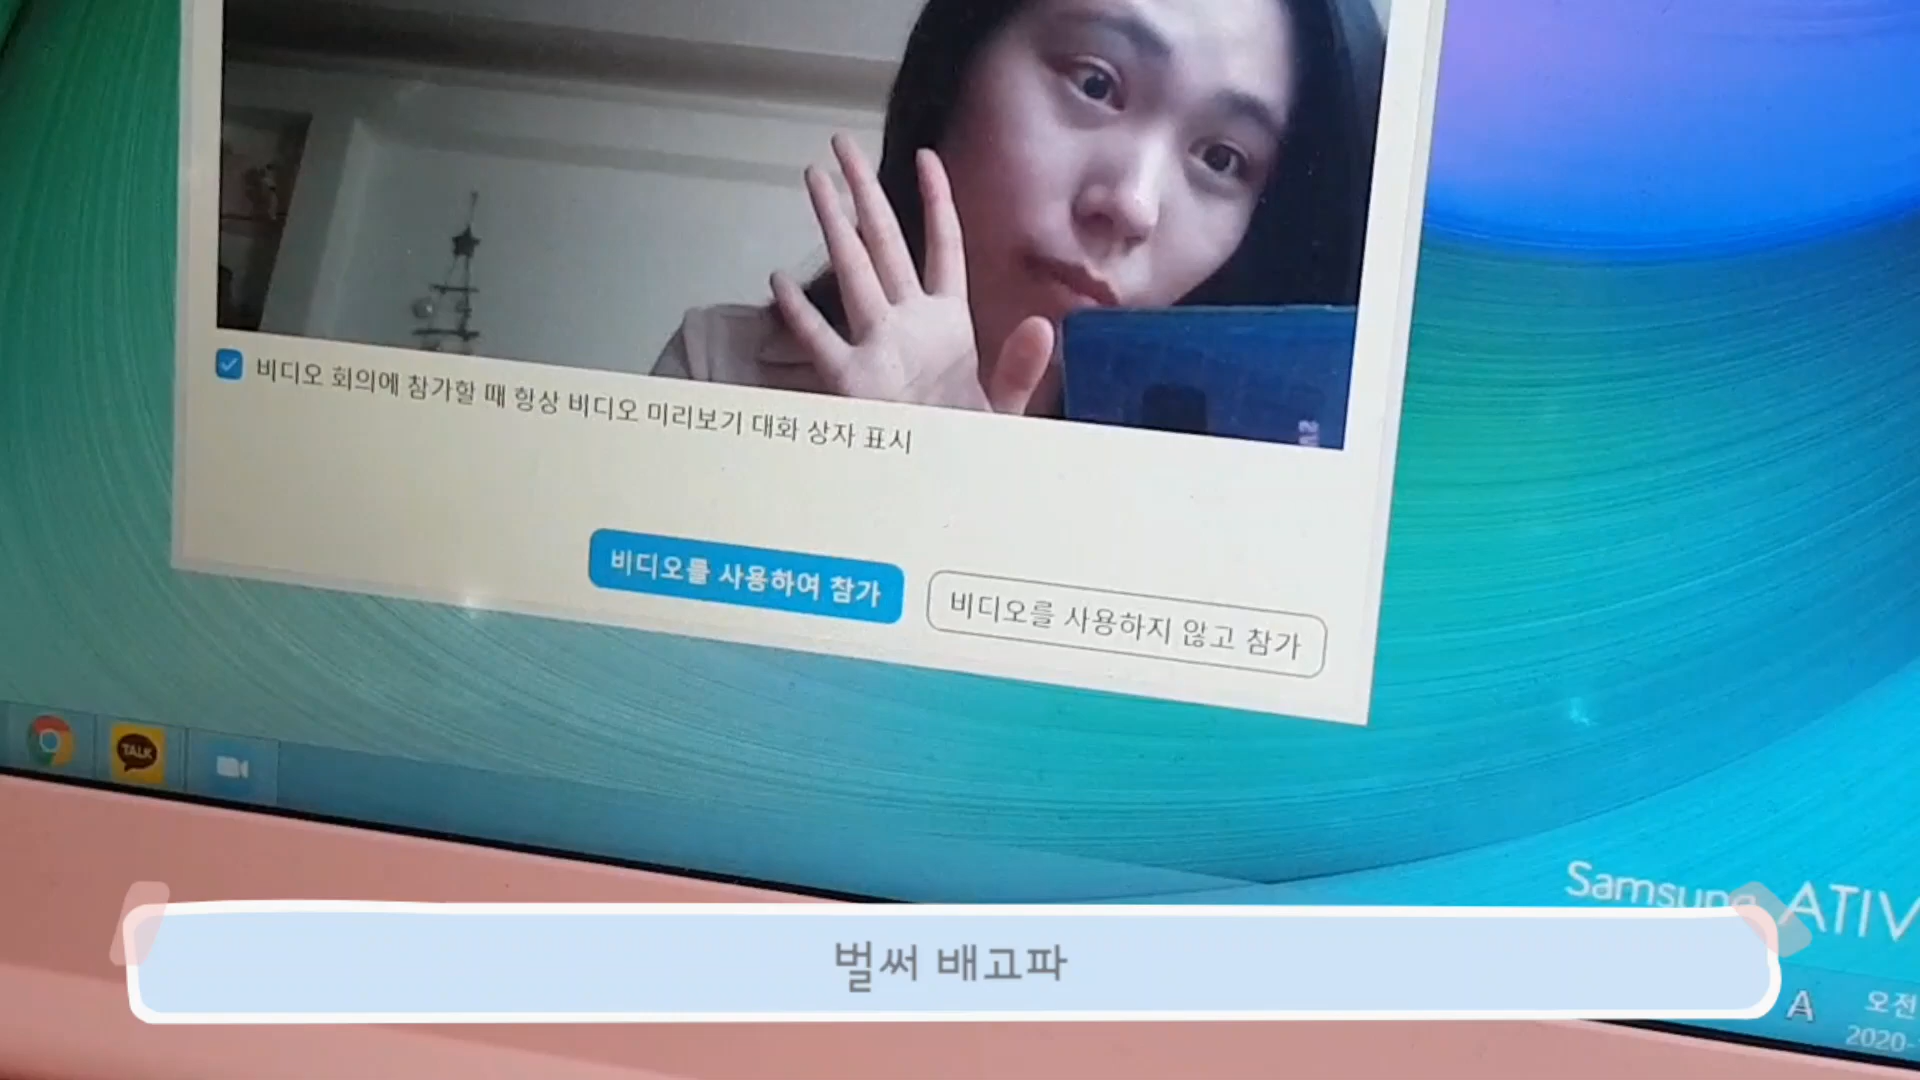 비디오 회의에 참가할 때 항상 비디오 미리보기 대화 상자 표시
비디오를 사용하여 참가
비디오를 사용하지 않고 참가
TALK
Samsung ATIV
벌써 배고파
A 오전
2020-